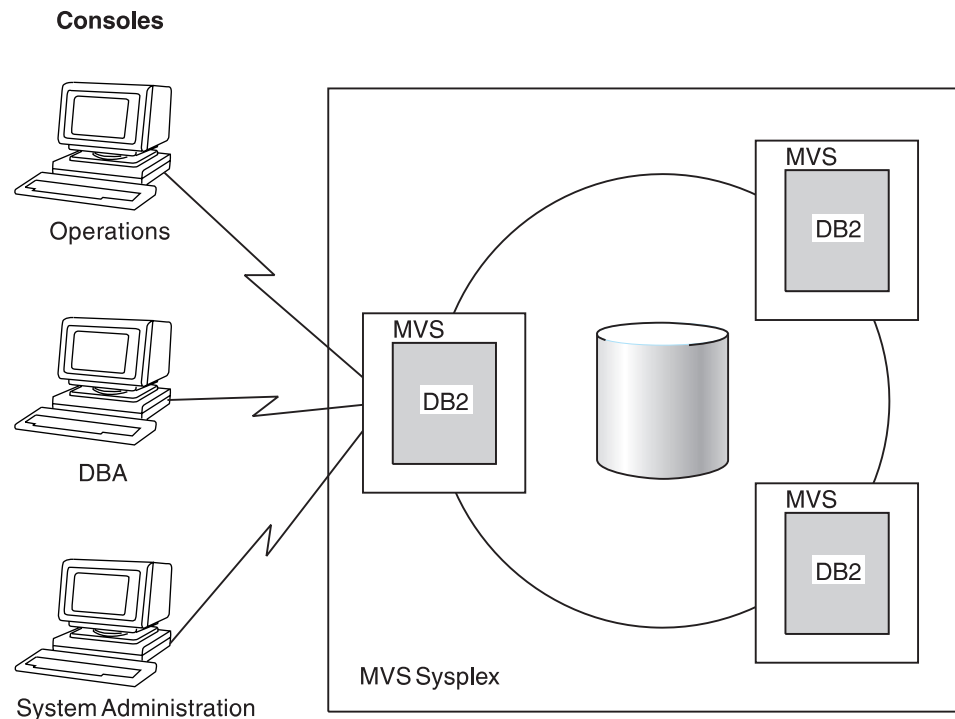 Consoles
Operations
DBA
System Administration
MVS
DB2
MVS
DB2
MVS
DB2
MVS Sysplex